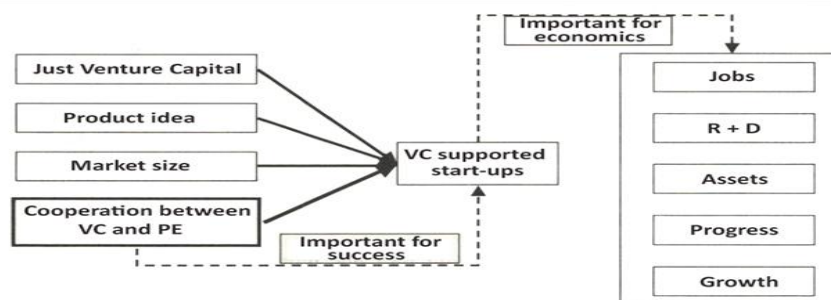 Important for
economics
Just Venture Capital
Jobs
Product idea
R + D
VC supported
start-ups
Market size
Assets
Cooperation between
VC and PE
Progress
Important for
success
Growth